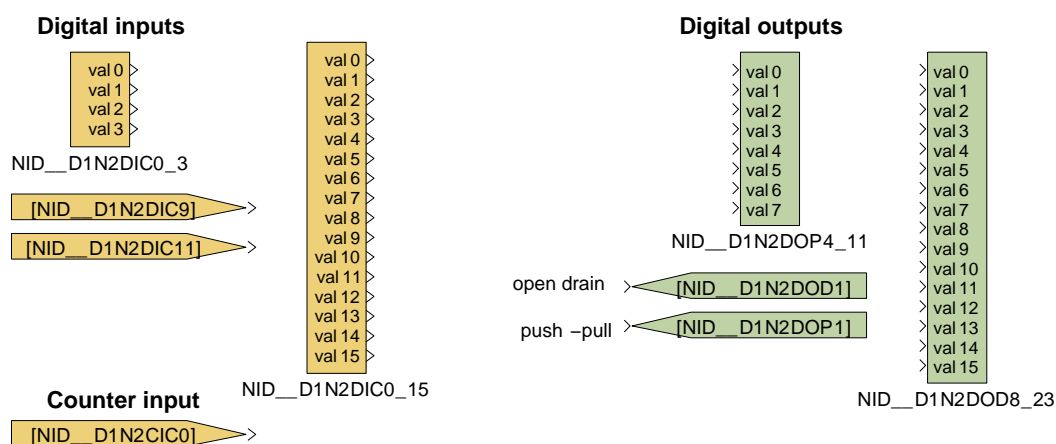 Digital inputs
val 0
val 1
val 2
val 3
NID__D1N2DIC0_3
[NID__D1N2DIC9]
[NID__D1N2DIC11]
val 0
val 1
val 2
val 3
val 4
val 5
val 6
val 7
val 8
val 9
val 10
val 11
val 12
val 13
val 14
val 15
NID__D1N2DIC0_15
Counter input
[NID__D1N2CIC0]
Digital outputs
val 0
val 1
val 2
val 3
val 4
val 5
val 6
val 7
NID__D1N2DOP4_11
open drain
[NID__D1N2DOD1]
push –pull
[NID__D1N2DOP1]
val 0
val 1
val 2
val 3
val 4
val 5
val 6
val 7
val 8
val 9
val 10
val 11
val 12
val 13
val 14
val 15
NID__D1N2DOD8_23